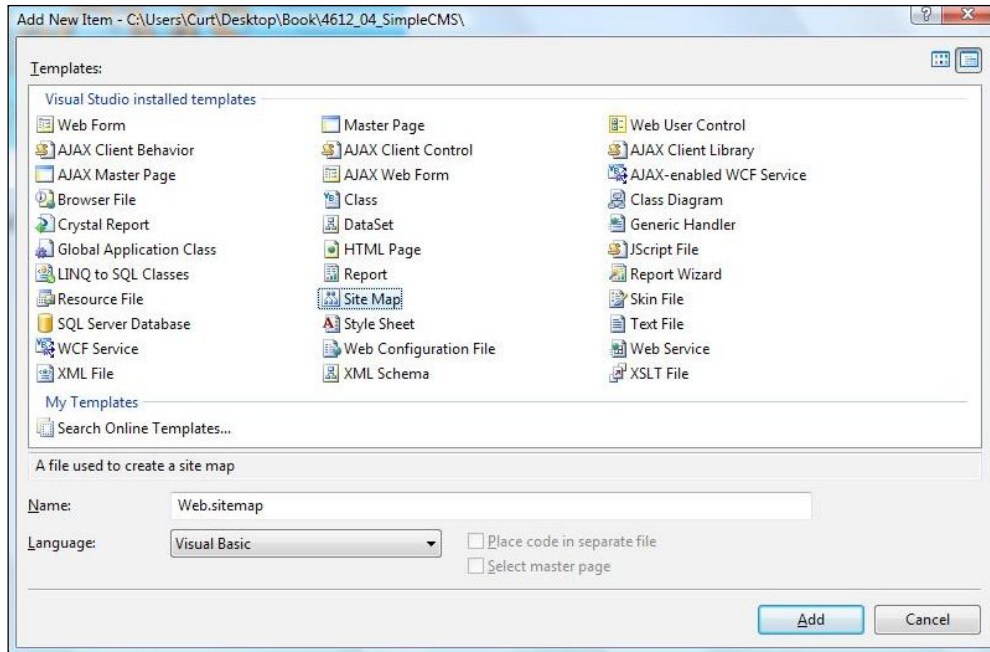 Add New Item - C:\Users\Curt\Desktop\Book\4612_04_SimpleCMS\
Templates:
Visual Studio installed templates
Web Form
Master Page
Web User Control
AJAX Client Behavior
AJAX Client Control
AJAX Client Library
AJAX Master Page
AJAX Web Form
AJAX-enabled WCF Service
Browser File
Class
Class Diagram
Crystal Report
DataSet
Generic Handler
Global Application Class
HTML Page
JScript File
LINQ to SQL Classes
Report
Report Wizard
Resource File
Site Map
Skin File
SQL Server Database
Style Sheet
Text File
WCF Service
Web Configuration File
Web Service
XML File
XML Schema
XSLT File
My Templates
Search Online Templates...
A file used to create a site map
Name:
Web.sitemap
Language:
Visual Basic
Place code in separate file
Select master page
Add
Cancel